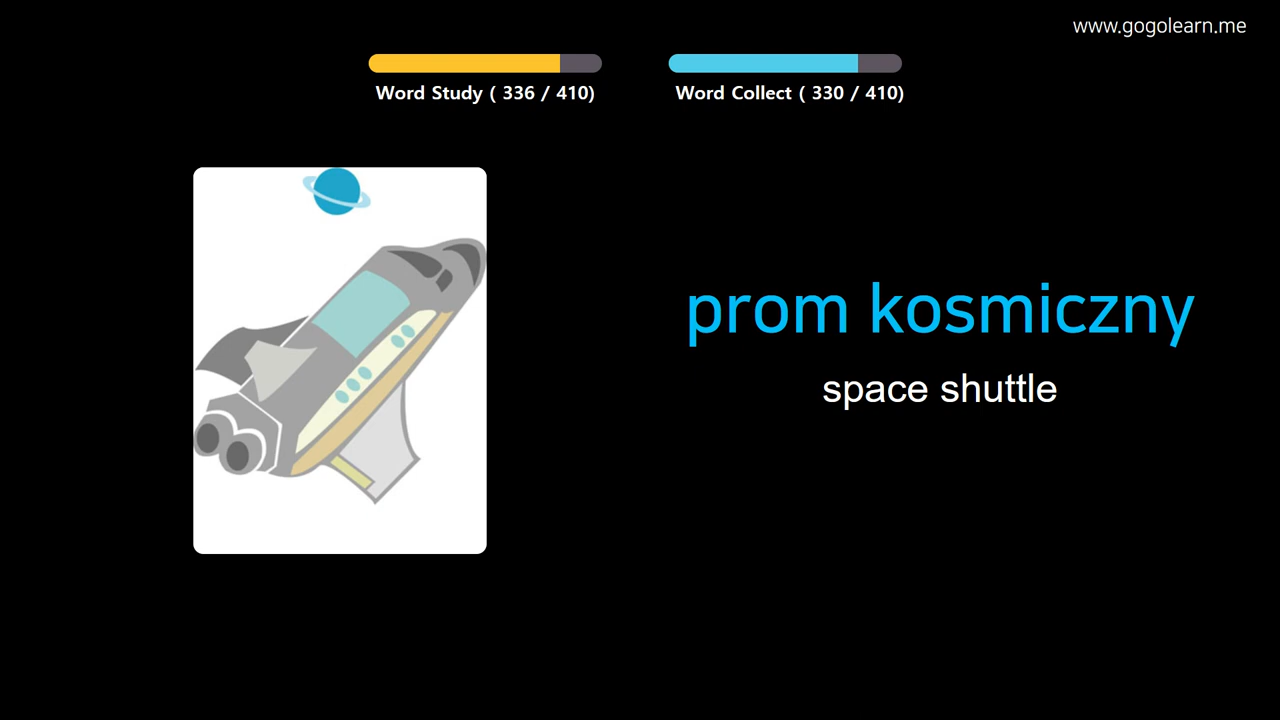 www.gogolearn.me
Word Study ( 336 / 410)
Word Collect ( 330 / 410)
prom kosmiczny
space shuttle